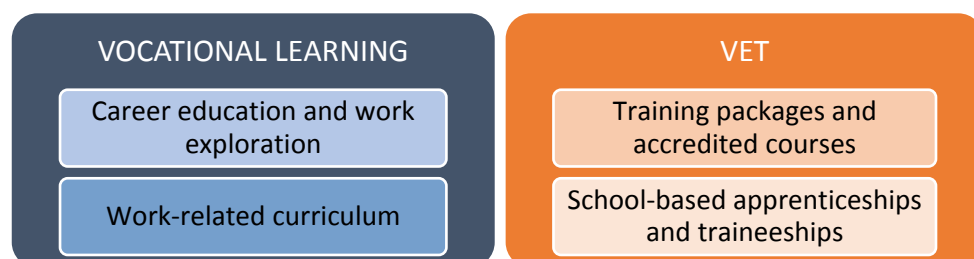 VOCATIONAL LEARNING
Career education and work
exploration
Work-related curriculum
VET
Training packages and
accredited courses
School-based apprenticeships
and traineeships